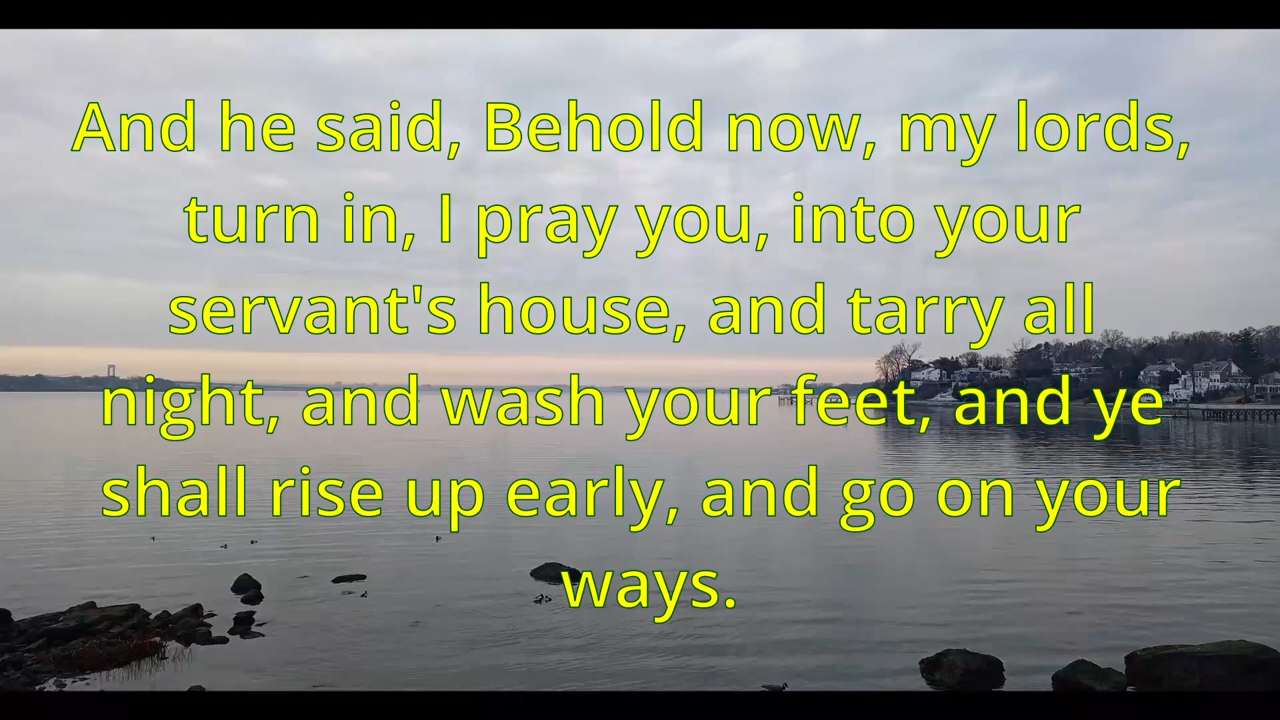 And he said, Behold now, my lords,
turn in, I pray you, into your
servant's house, and tarry all
night, and wash your feet, and ye
shall rise up early, and go on your
ways.